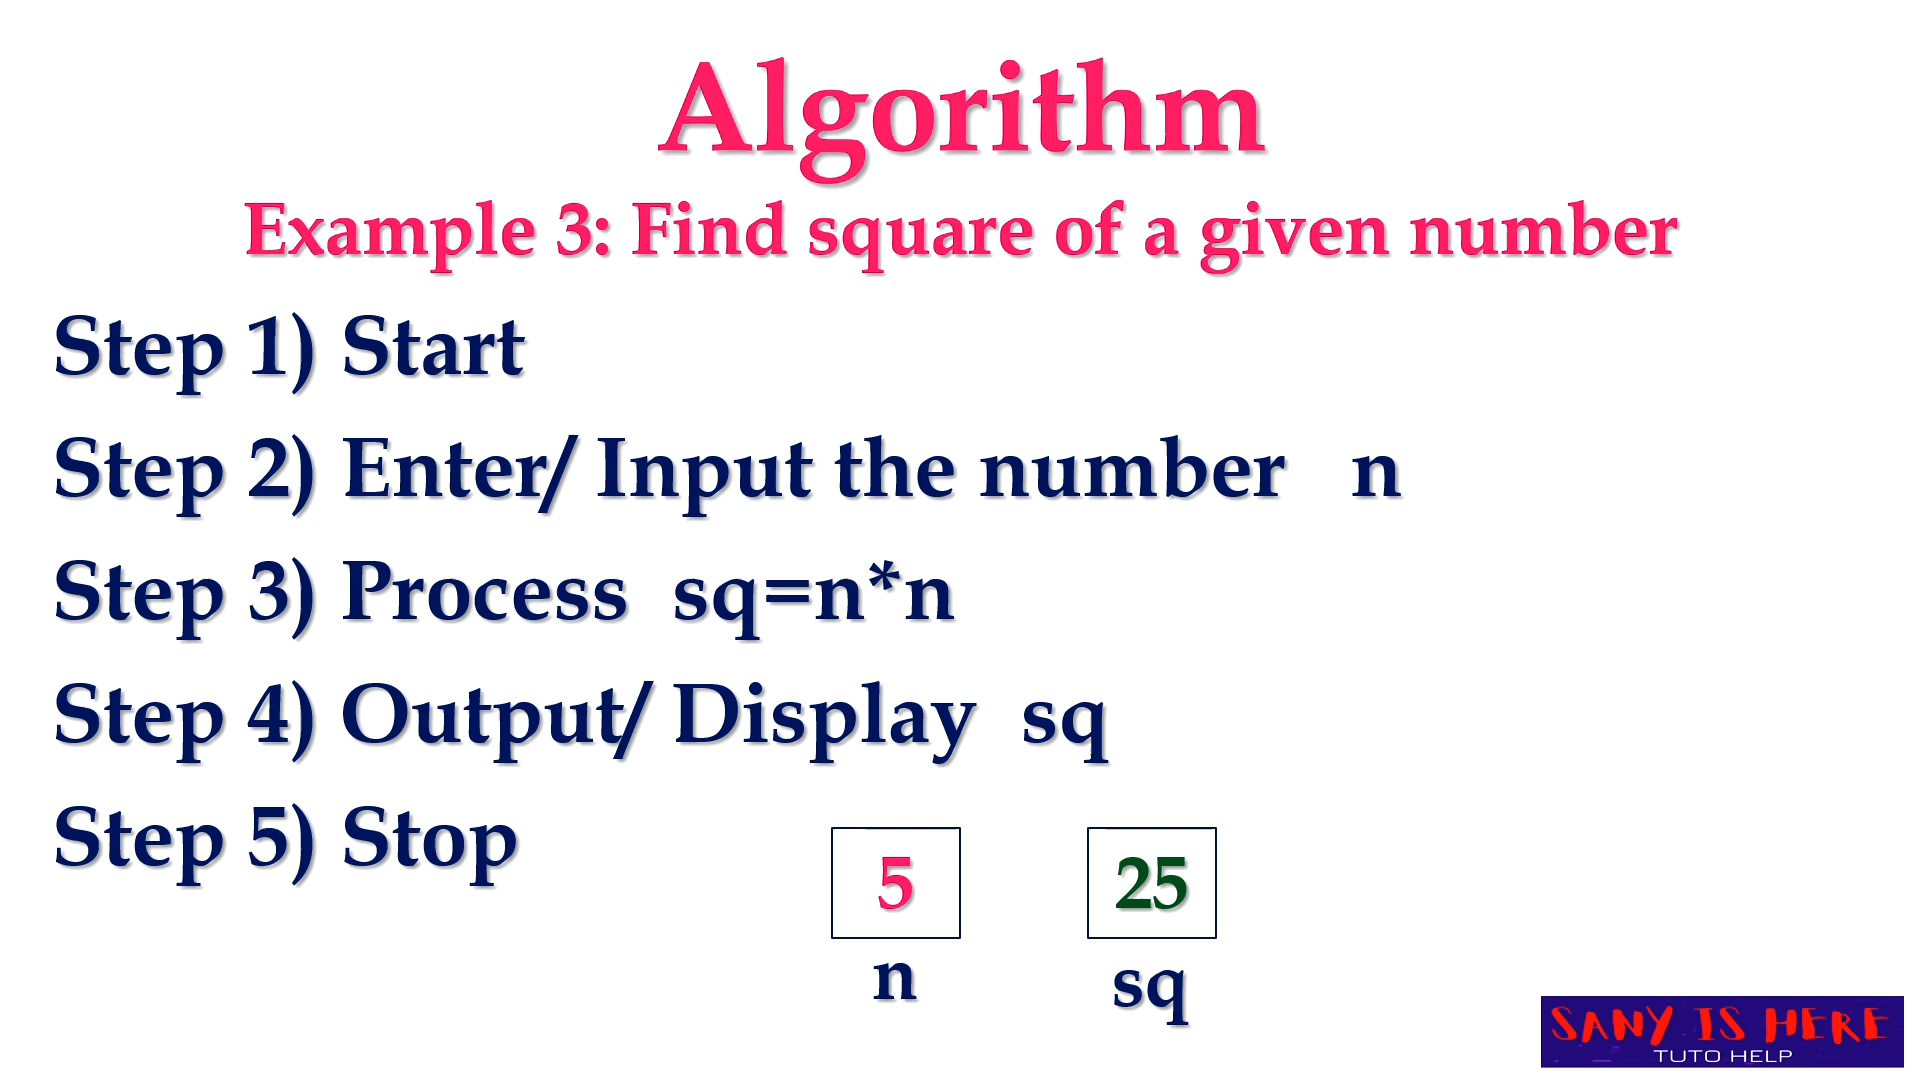 Algorithm
Example 3: Find square of a given number
Step 1) Start
Step 2) Enter/ Input the number n
Step 3) Process sq=n*n
Step 4) Output/ Display sq
Step 5) Stop
5 25
n sq
SANY IS HERE
TUTO HELP